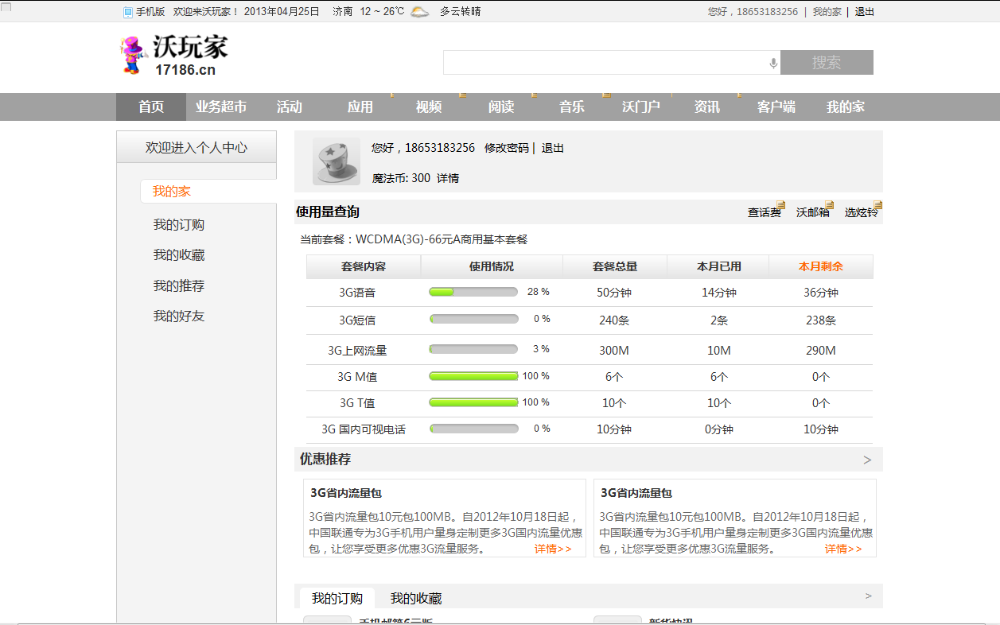 手机版 欢迎来沃玩家！ 2013年04月25日 济南 12 ~ 26℃ 多云转晴 您好，18653183256 | 我的家 | 退出
沃玩家
17186.cn
搜索
首页 业务超市 活动 应用 视频 阅读 音乐 沃门户 资讯 客户端 我的家
欢迎进入个人中心
我的家
我的订购
我的收藏
我的推荐
我的好友
您好，18653183256 修改密码 | 退出
魔法币: 300 详情
使用量查询 查话费 沃邮箱 选炫铃
当前套餐：WCDMA(3G)-66元A商用基本套餐
套餐内容 使用情况 套餐总量 本月已用 本月剩余
3G语音 28 % 50分钟 14分钟 36分钟
3G短信 0 % 240条 2条 238条
3G上网流量 3 % 300M 10M 290M
3G M值 100 % 6个 6个 0个
3G T值 100 % 10个 10个 0个
3G 国内可视电话 0 % 10分钟 0分钟 10分钟
优惠推荐 >
3G省内流量包
3G省内流量包10元包100MB。自2012年10月18日起，
中国联通专为3G手机用户量身定制更多3G国内流量优惠
包，让您享受更多优惠3G流量服务。 详情>>
3G省内流量包
3G省内流量包10元包100MB。自2012年10月18日起，
中国联通专为3G手机用户量身定制更多3G国内流量优惠
包，让您享受更多优惠3G流量服务。 详情>>
我的订购 我的收藏 >
手机邮箱6元版 新华快讯